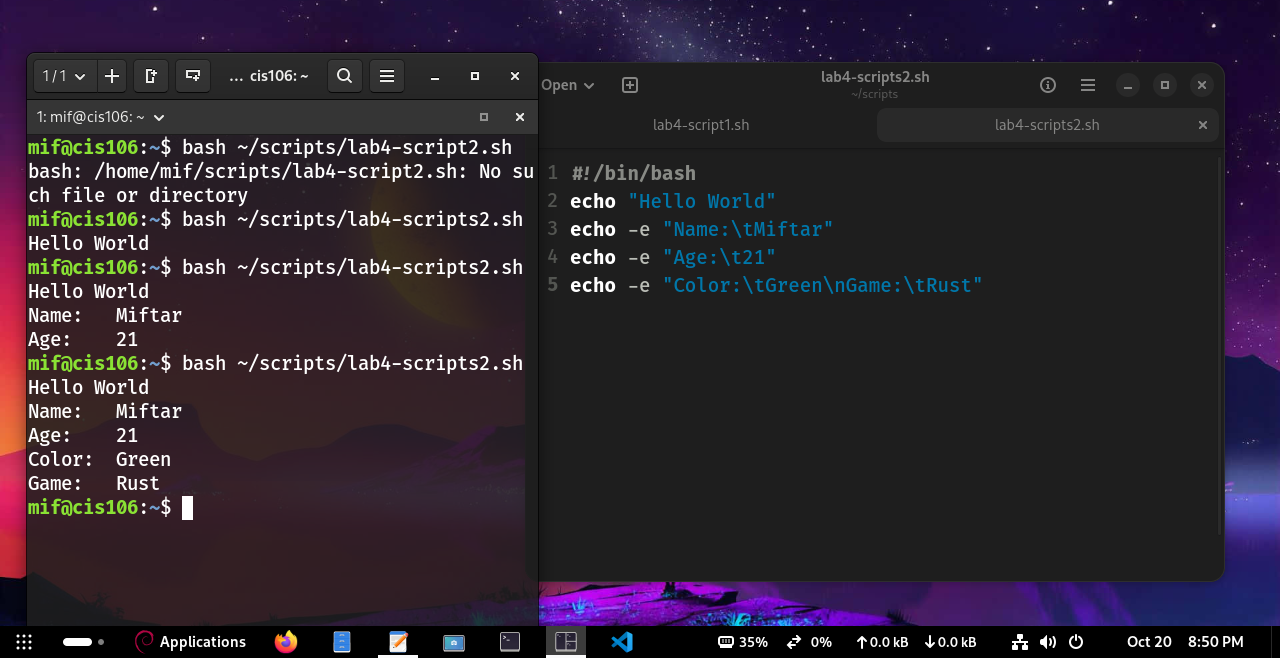 1 / 1
... cis106: ~
1: mif@cis106: ~
mif@cis106:~$ bash ~/scripts/lab4-script2.sh
bash: /home/mif/scripts/lab4-script2.sh: No su
ch file or directory
mif@cis106:~$ bash ~/scripts/lab4-scripts2.sh
Hello World
mif@cis106:~$ bash ~/scripts/lab4-scripts2.sh
Hello World
Name:   Miftar
Age:    21
mif@cis106:~$ bash ~/scripts/lab4-scripts2.sh
Hello World
Name:   Miftar
Age:    21
Color:  Green
Game:   Rust
mif@cis106:~$
Open
lab4-scripts2.sh
~/scripts
lab4-script1.sh
lab4-scripts2.sh
1 #!/bin/bash
2 echo "Hello World"
3 echo -e "Name:\tMiftar"
4 echo -e "Age:\t21"
5 echo -e "Color:\tGreen\nGame:\tRust"
Applications
35%
0%
0.0 kB
0.0 kB
Oct 20
8:50 PM